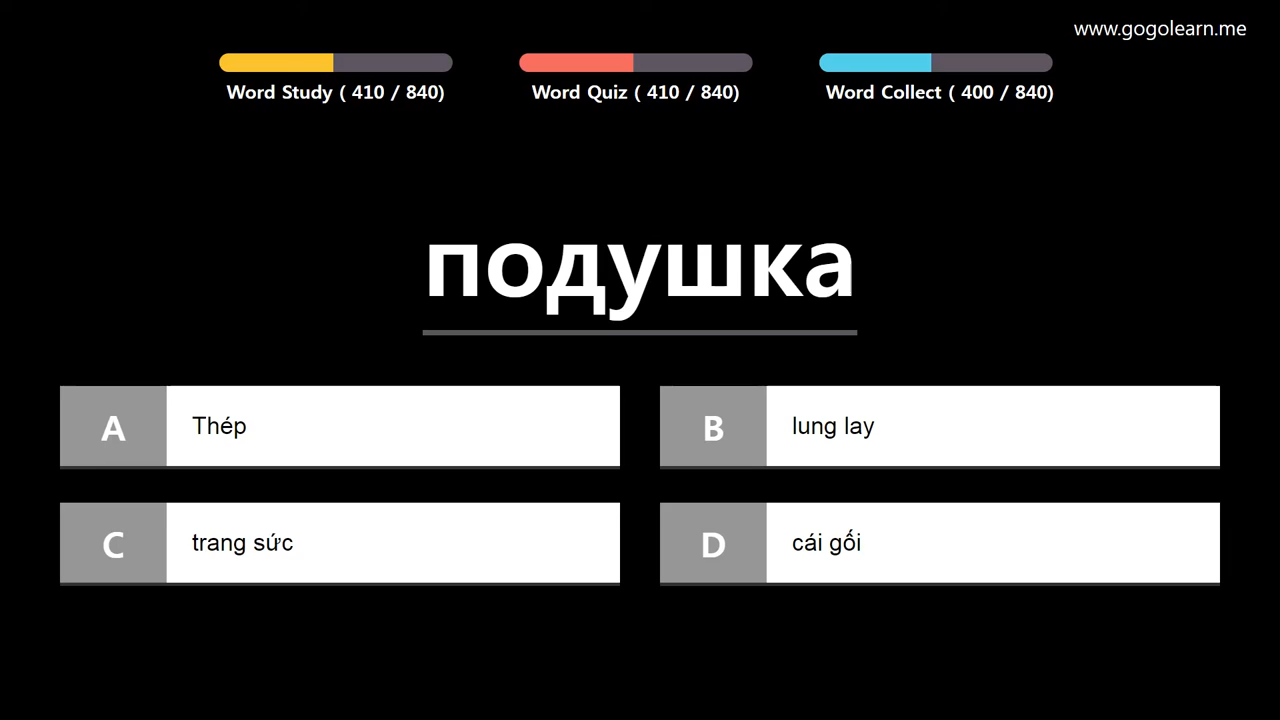 www.gogolearn.me
Word Study ( 410 / 840)
Word Quiz ( 410 / 840)
Word Collect ( 400 / 840)
подушка
A Thép
B lung lay
C trang sức
D cái gối